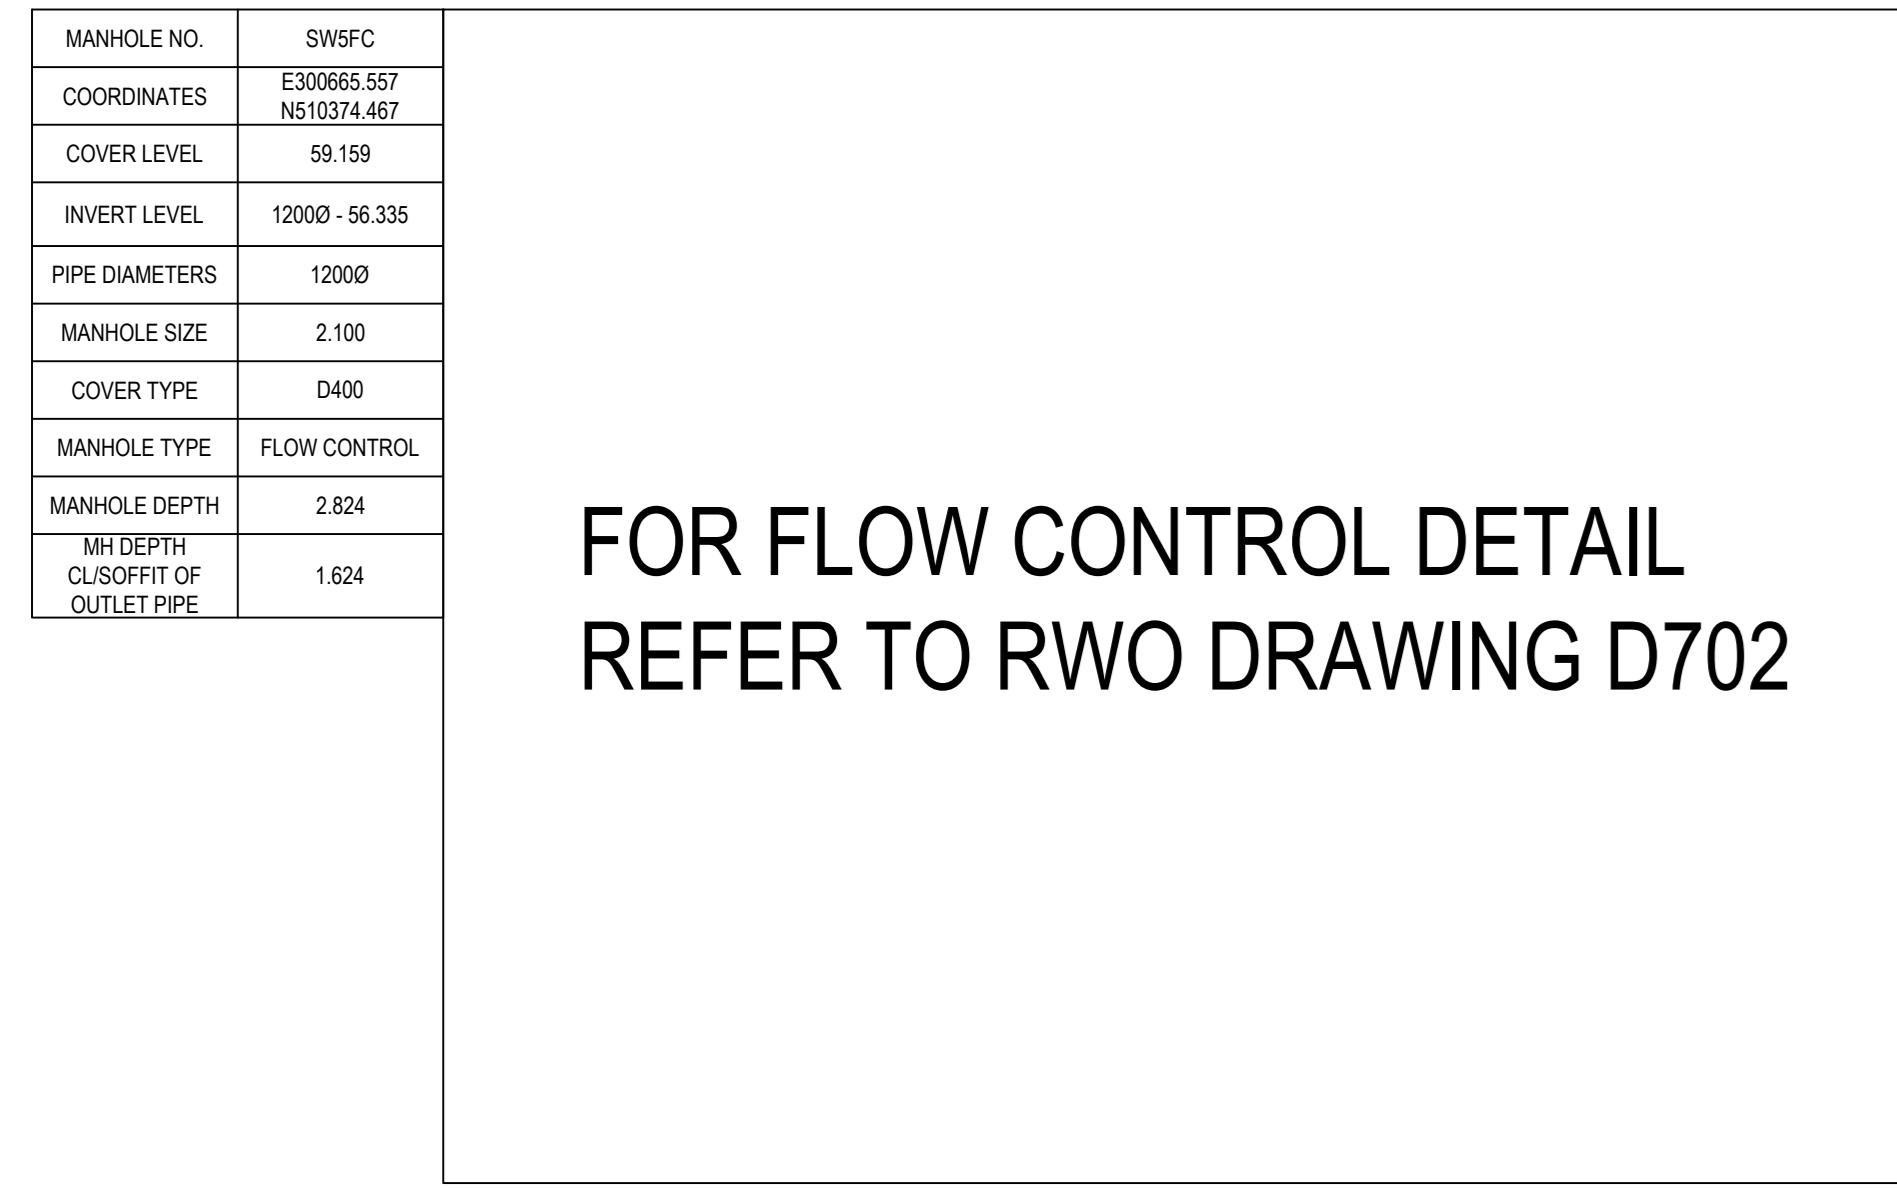 MANHOLE NO. SW5FC
COORDINATES E300665.557
N510374.467
COVER LEVEL 59.159
INVERT LEVEL 1200Ø - 56.335
PIPE DIAMETERS 1200Ø
MANHOLE SIZE 2.100
COVER TYPE D400
MANHOLE TYPE FLOW CONTROL
MANHOLE DEPTH 2.824
MH DEPTH
CL/SOFFIT OF 1.624
OUTLET PIPE
FOR FLOW CONTROL DETAIL
REFER TO RWO DRAWING D702